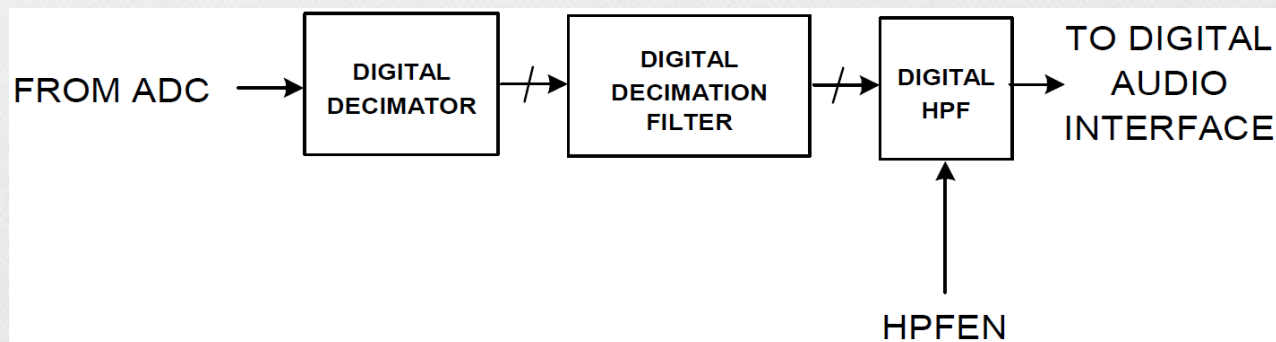 FROM ADC
DIGITAL
DECIMATOR
DIGITAL
DECIMATION
FILTER
DIGITAL
HPF
TO DIGITAL
AUDIO
INTERFACE
HPFEN